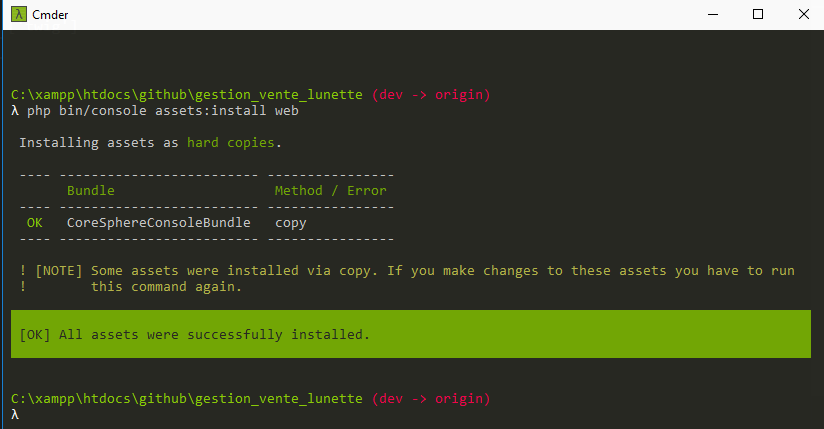 λ Cmder
C:\xampp\htdocs\github\gestion_vente_lunette (dev -> origin)
λ php bin/console assets:install web
Installing assets as hard copies.
---- ------------------------- ----------------
Bundle Method / Error
---- ------------------------- ----------------
OK CoreSphereConsoleBundle copy
---- ------------------------- ----------------
! [NOTE] Some assets were installed via copy. If you make changes to these assets you have to run
! this command again.
[OK] All assets were successfully installed.
C:\xampp\htdocs\github\gestion_vente_lunette (dev -> origin)
λ